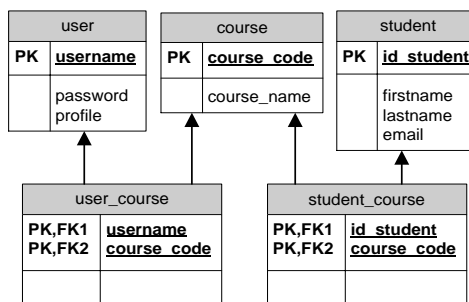 user
PK username
password
profile
course
PK course_code
course_name
student
PK id_student
firstname
lastname
email
user_course
PK,FK1 username
PK,FK2 course_code
student_course
PK,FK1 id_student
PK,FK2 course_code